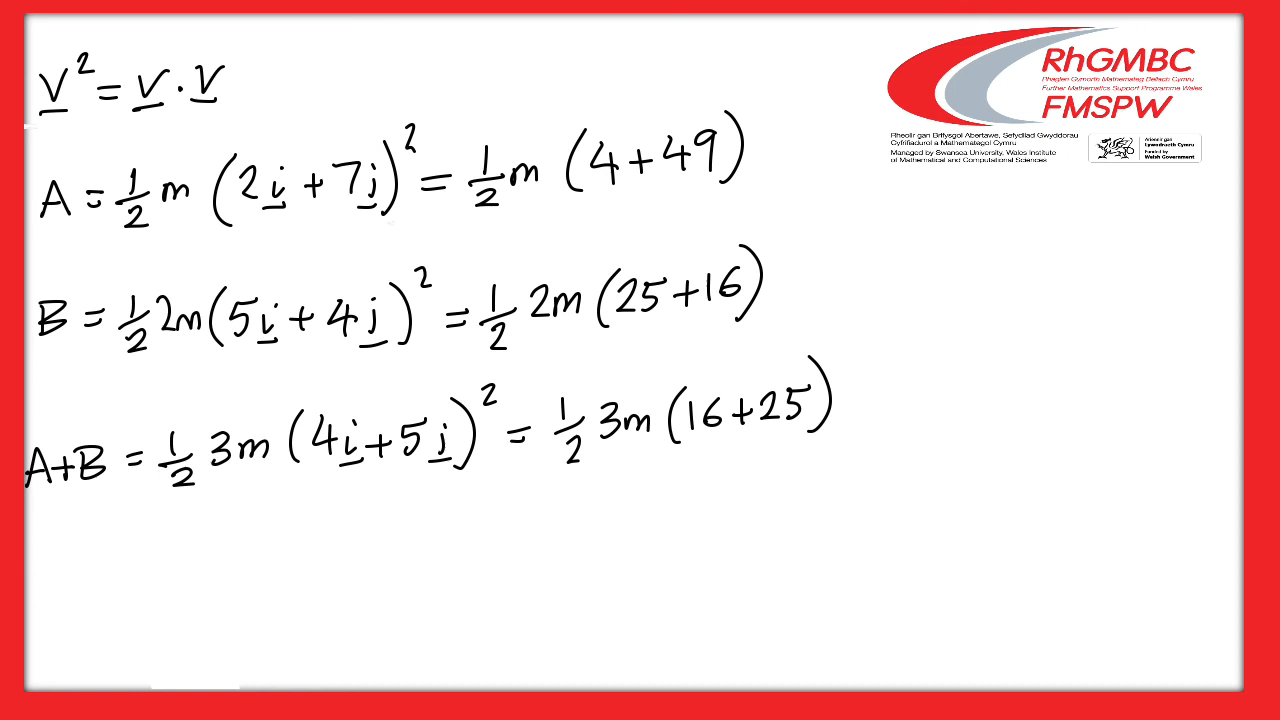 V² = V · V
A = ½ m (2i + 7j)² = ½ m (4 + 49)
B = ½ 2m (5i + 4j)² = ½ 2m (25 + 16)
A+B = ½ 3m (4i + 5j)² = ½ 3m (16 + 25)
RhGMBC
Rhaglen Gymorth Mathemateg Bellach Cymru
Further Mathematics Support Programme Wales
FMSPW
Rheolir gan Brifysgol Abertawe, Sefydliad Gwyddorau
Cyfrifiadurol a Mathemategol Cymru
Managed by Swansea University, Wales Institute
of Mathematical and Computational Sciences
Ariennir gan
Lywodraeth Cymru
Funded by
Welsh Government